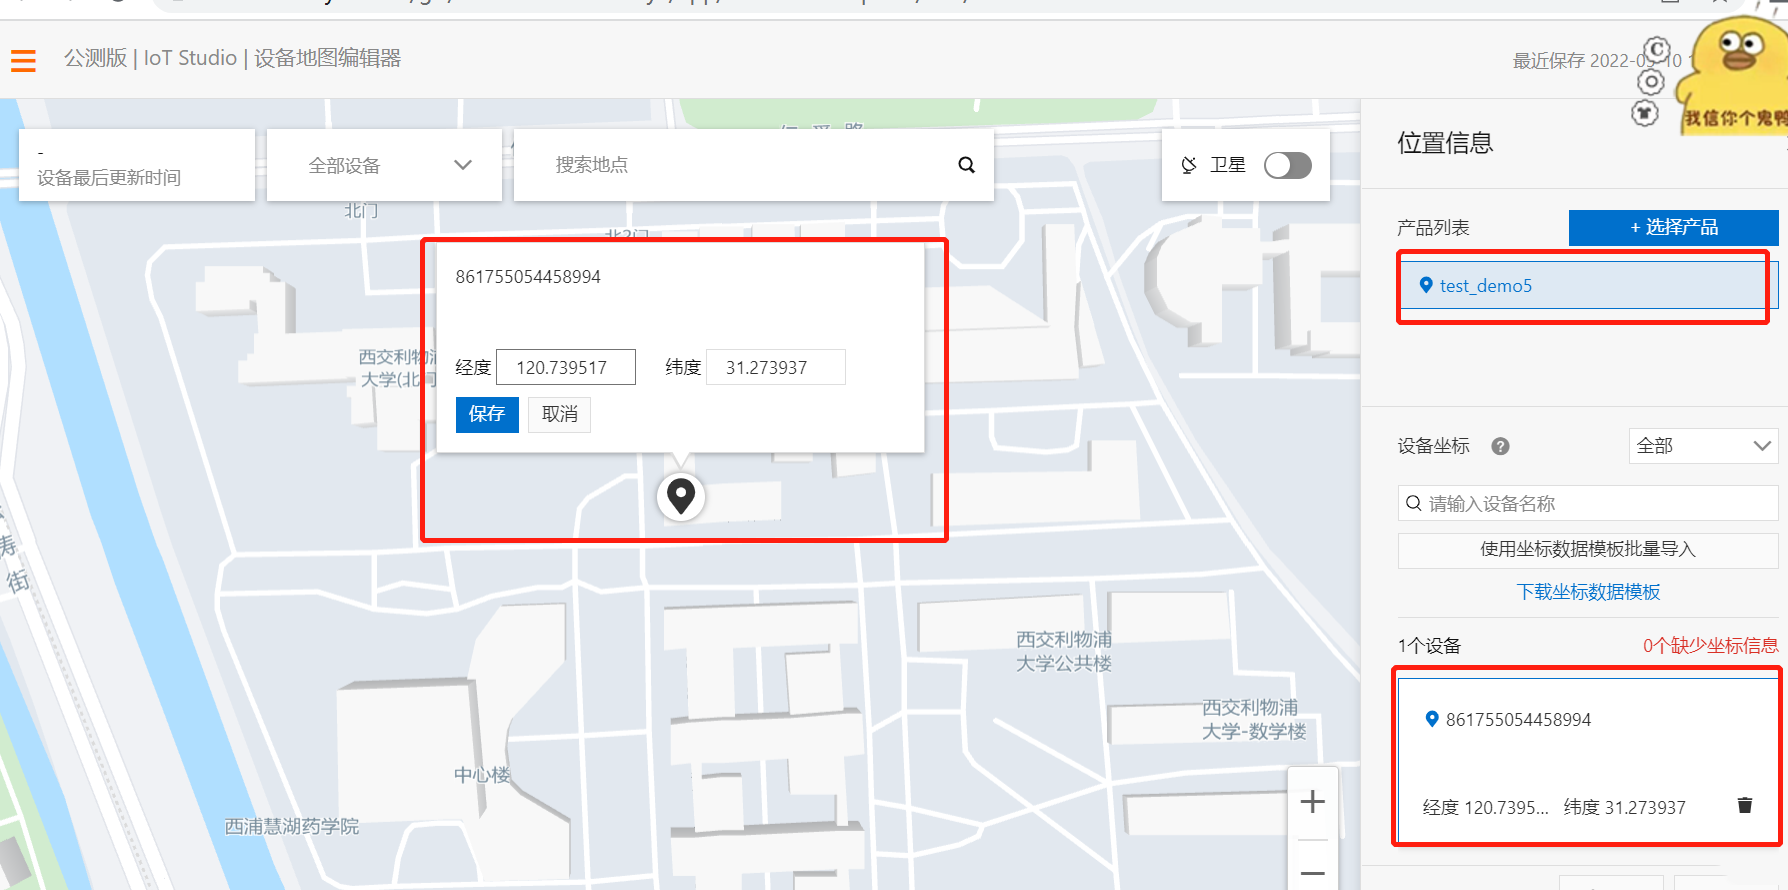 公测版 | IoT Studio | 设备地图编辑器
最近保存 2022-05-10
C
我信你个鬼鸭
-
设备最后更新时间
全部设备
搜索地点
卫星
北门
北2门
861755054458994
经度 120.739517 纬度 31.273937
保存 取消
西交利物浦
大学(北
涛
街
西交利物浦
大学公共楼
西交利物浦
大学-数学楼
中心楼
西浦慧湖药学院
位置信息
产品列表
+ 选择产品
test_demo5
设备坐标 ?
全部
请输入设备名称
使用坐标数据模板批量导入
下载坐标数据模板
1个设备
0个缺少坐标信息
861755054458994
经度 120.7395... 纬度 31.273937